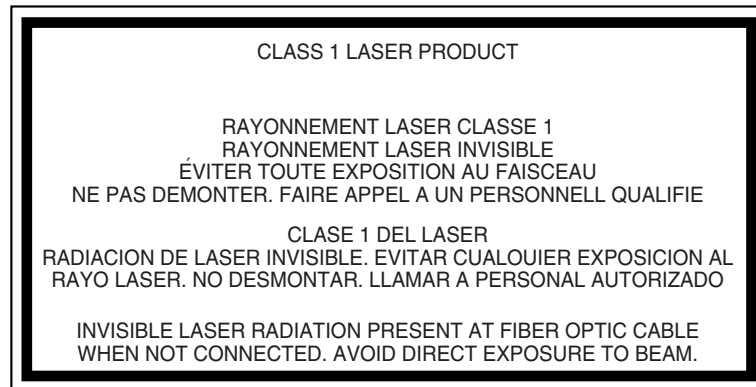 CLASS 1 LASER PRODUCT
RAYONNEMENT LASER CLASSE 1
RAYONNEMENT LASER INVISIBLE
ÉVITER TOUTE EXPOSITION AU FAISCEAU
NE PAS DEMONTER. FAIRE APPEL A UN PERSONNELL QUALIFIE
CLASE 1 DEL LASER
RADIACION DE LASER INVISIBLE. EVITAR CUALOUIER EXPOSICION AL
RAYO LASER. NO DESMONTAR. LLAMAR A PERSONAL AUTORIZADO
INVISIBLE LASER RADIATION PRESENT AT FIBER OPTIC CABLE
WHEN NOT CONNECTED. AVOID DIRECT EXPOSURE TO BEAM.